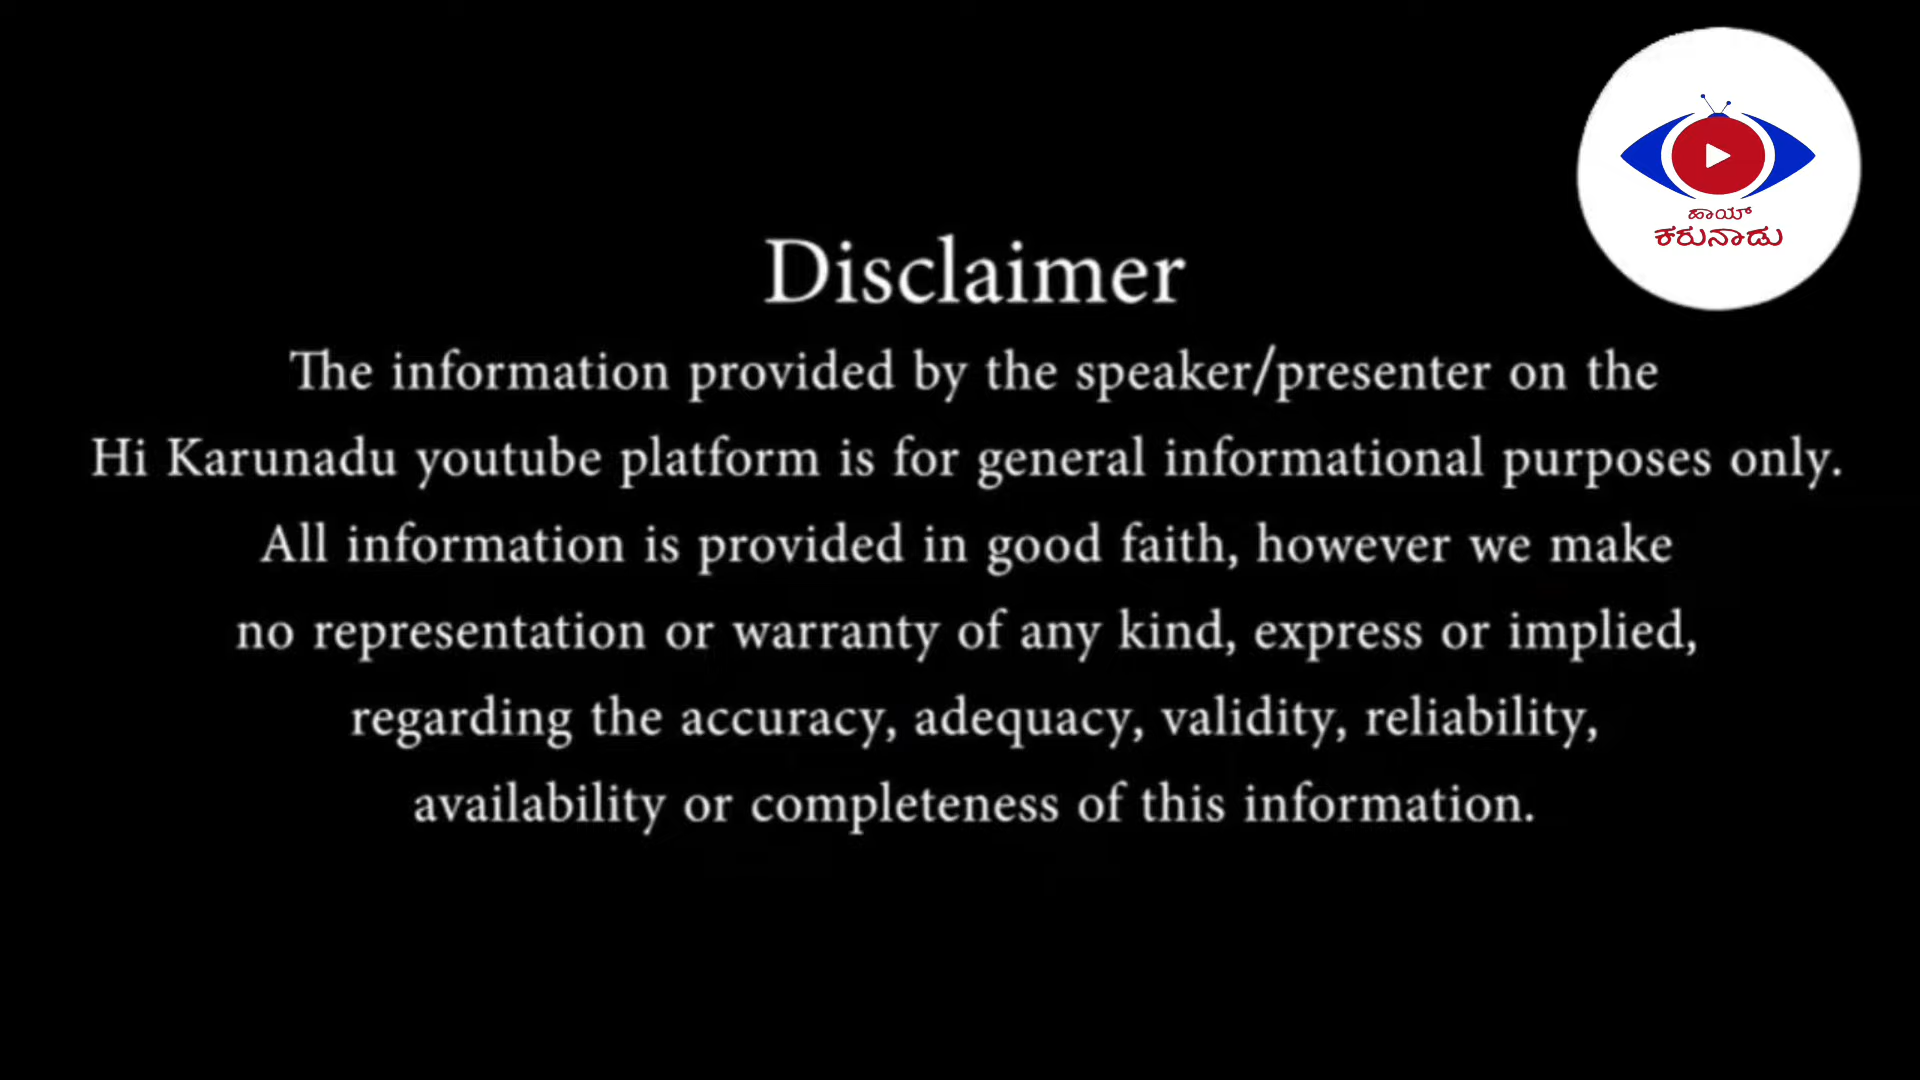 ಹಾಯ್
ಕರುನಾಡು
Disclaimer
The information provided by the speaker/presenter on the
Hi Karunadu youtube platform is for general informational purposes only.
All information is provided in good faith, however we make
no representation or warranty of any kind, express or implied,
regarding the accuracy, adequacy, validity, reliability,
availability or completeness of this information.